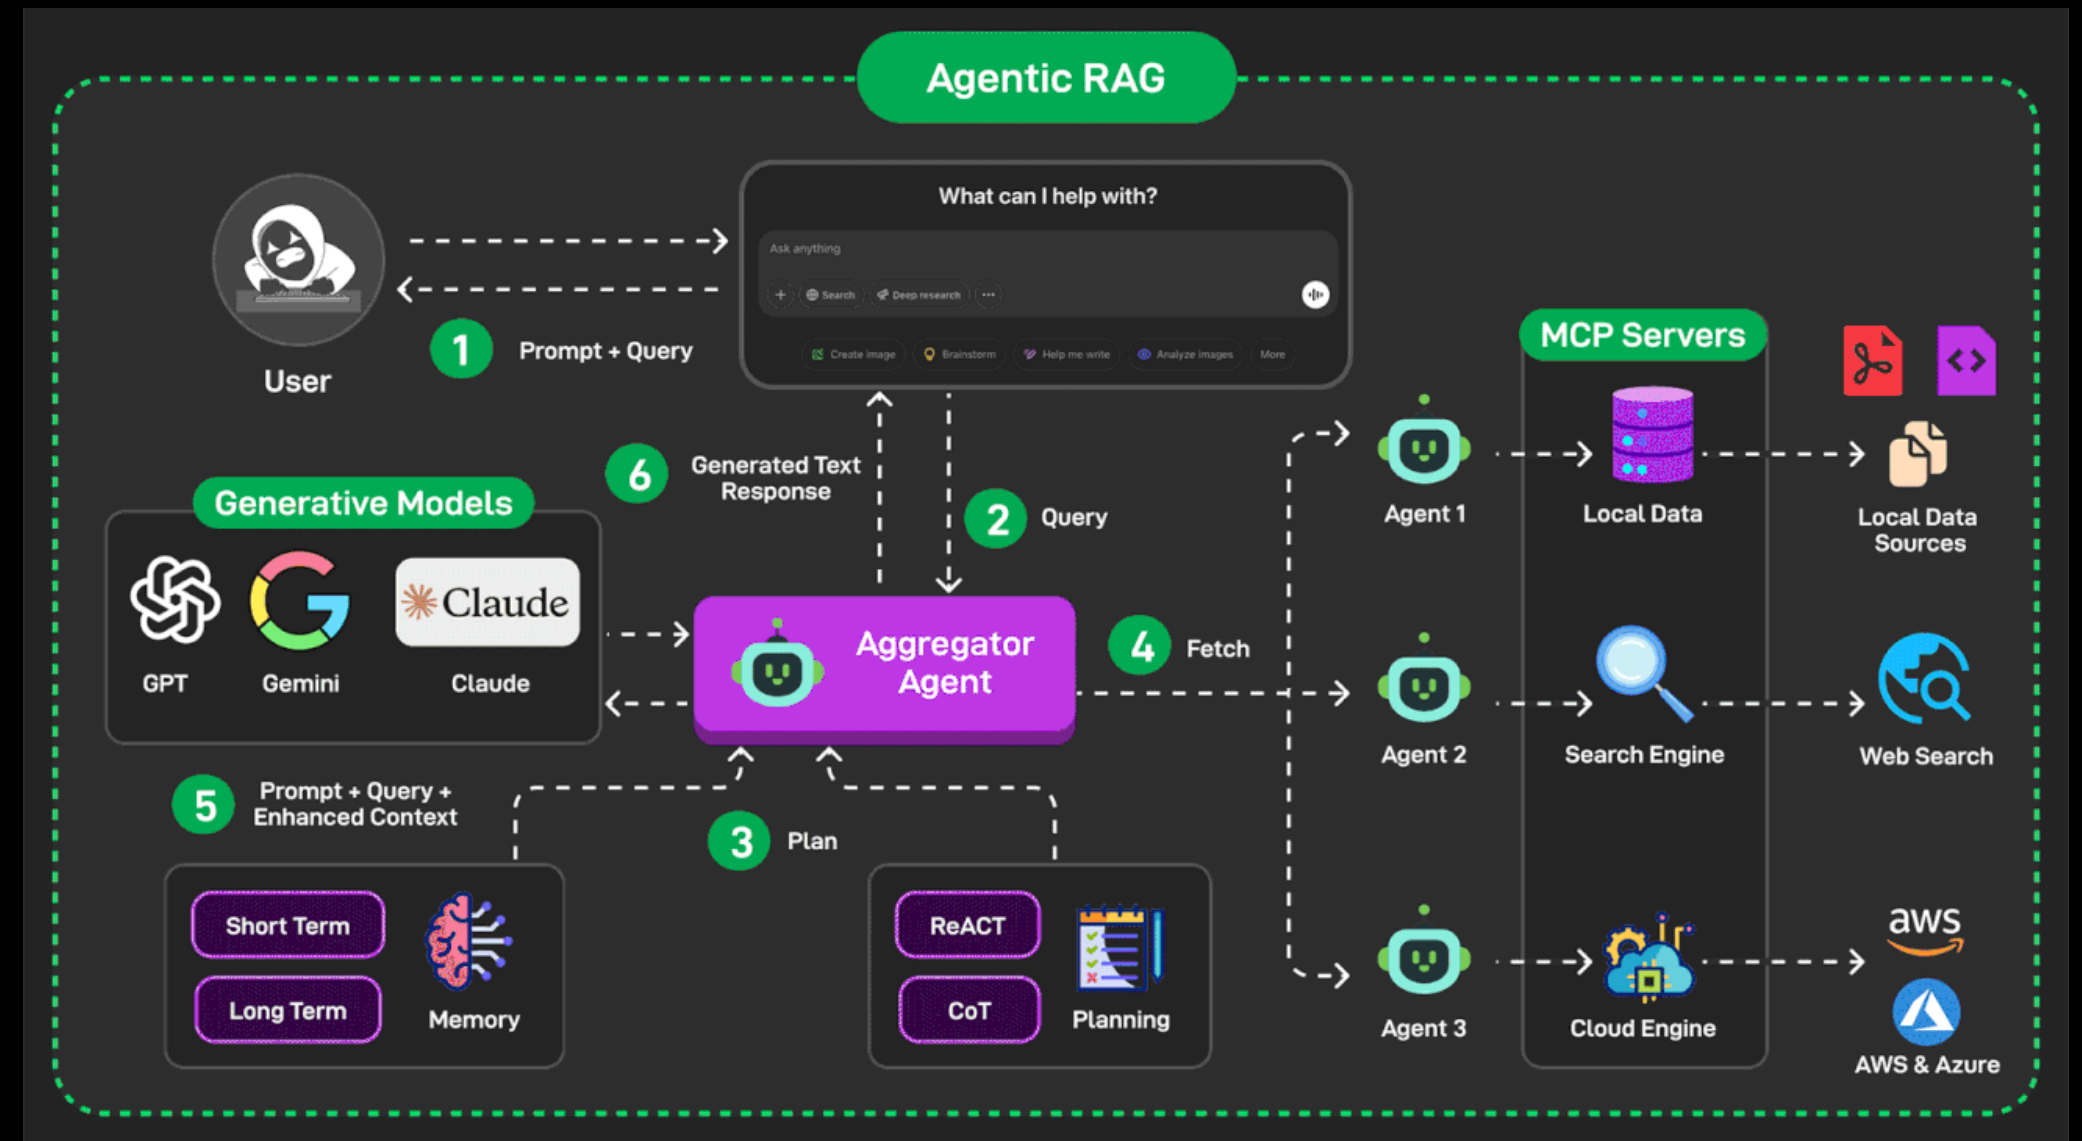 Agentic RAG
What can I help with?
Ask anything
Search
Deep research
Create image
Brainstorm
Help me write
Analyze images
More
User
1
Prompt + Query
6
Generated Text
Response
2
Query
Generative Models
GPT
Gemini
Claude
Claude
Aggregator
Agent
4
Fetch
5
Prompt + Query +
Enhanced Context
3
Plan
Short Term
Long Term
Memory
ReACT
CoT
Planning
MCP Servers
Agent 1
Local Data
Local Data
Sources
Agent 2
Search Engine
Web Search
Agent 3
Cloud Engine
aws
AWS & Azure